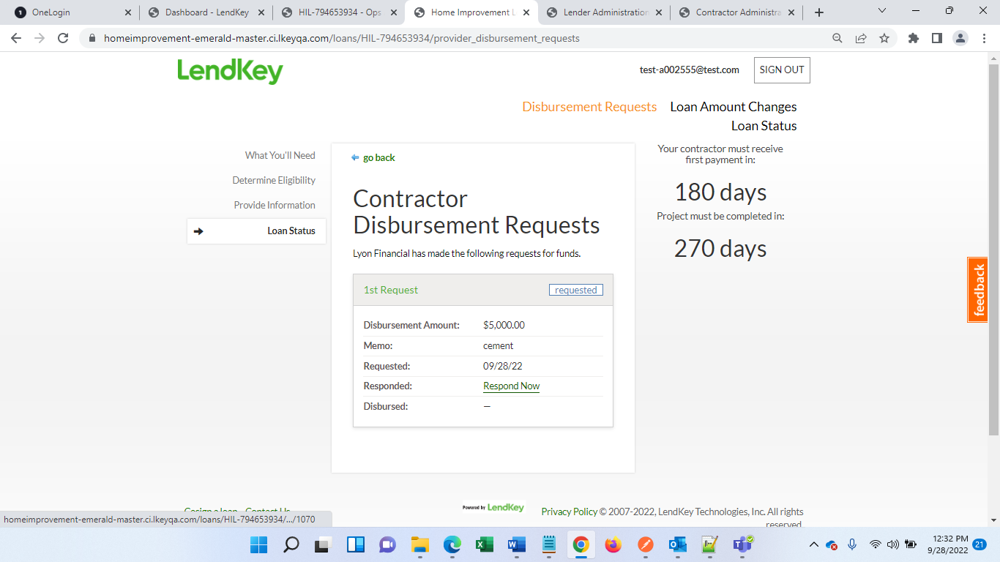 OneLogin
Dashboard - LendKey
HIL-794653934 - Ops
Home Improvement L
Lender Administration
Contractor Administra
homeimprovement-emerald-master.ci.lkeyqa.com/loans/HIL-794653934/provider_disbursement_requests
LendKey
test-a002555@test.com
SIGN OUT
Disbursement Requests Loan Amount Changes
Loan Status
What You'll Need
Determine Eligibility
Provide Information
Loan Status
go back
Contractor
Disbursement Requests
Lyon Financial has made the following requests for funds.
1st Request requested
Disbursement Amount: $5,000.00
Memo: cement
Requested: 09/28/22
Responded: Respond Now
Disbursed: —
Your contractor must receive
first payment in:
180 days
Project must be completed in:
270 days
feedback
Cosign a loan Contact Us
Powered by LendKey
Privacy Policy © 2007-2022, LendKey Technologies, Inc. All rights
reserved.
homeimprovement-emerald-master.ci.lkeyqa.com/loans/HIL-794653934/.../1070
12:32 PM
9/28/2022
21